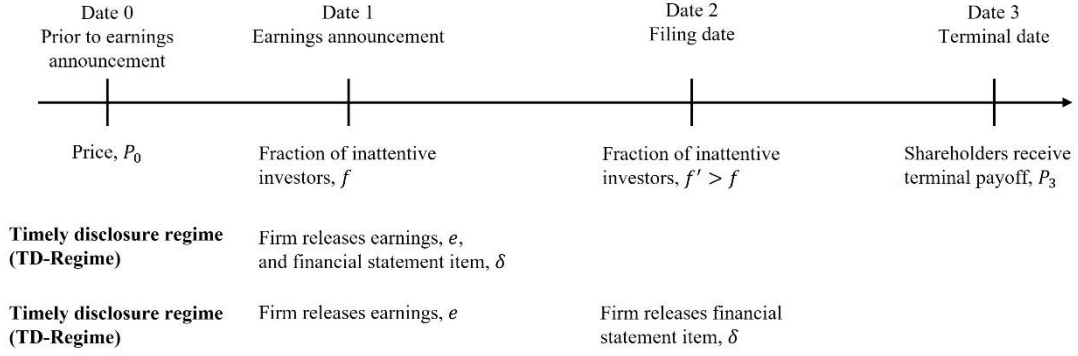 Date 0
Prior to earnings
announcement
Date 1
Earnings announcement
Date 2
Filing date
Date 3
Terminal date
Price, P₀
Fraction of inattentive
investors, f
Fraction of inattentive
investors, f′ > f
Shareholders receive
terminal payoff, P₃
Timely disclosure regime
(TD-Regime)
Firm releases earnings, e,
and financial statement item, δ
Timely disclosure regime
(TD-Regime)
Firm releases earnings, e
Firm releases financial
statement item, δ